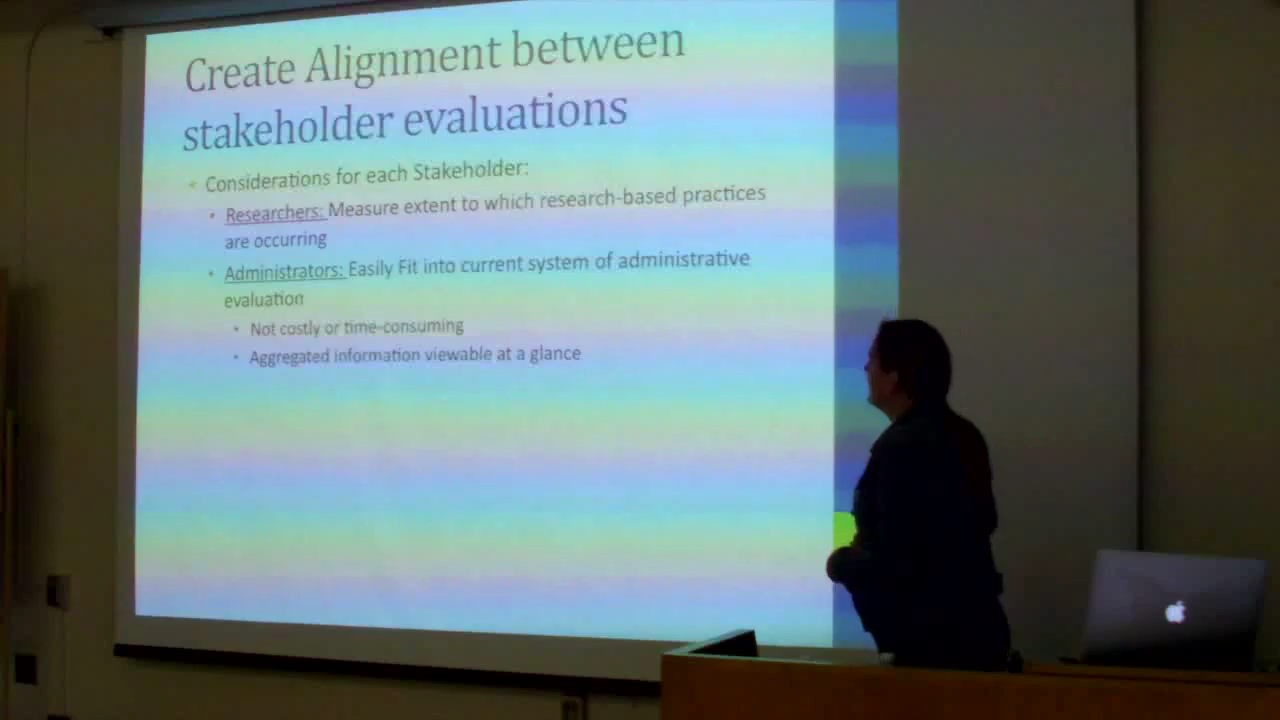 Create Alignment between
stakeholder evaluations
• Considerations for each Stakeholder:
• Researchers: Measure extent to which research-based practices
are occurring
• Administrators: Easily Fit into current system of administrative
evaluation
• Not costly or time-consuming
• Aggregated information viewable at a glance